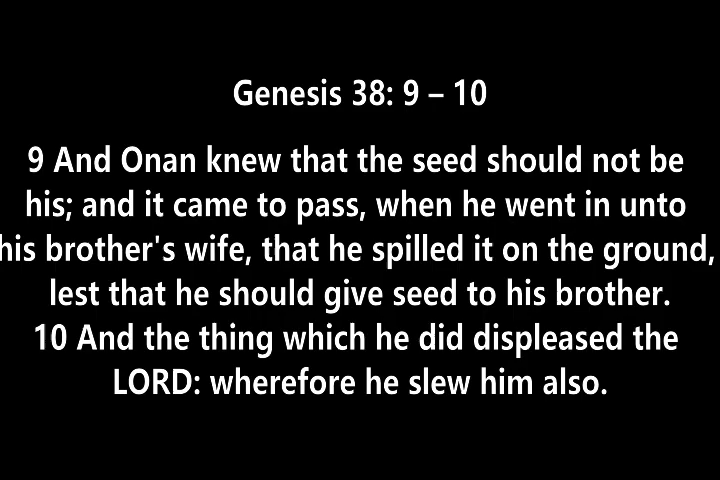 Genesis 38: 9 – 10
9 And Onan knew that the seed should not be
his; and it came to pass, when he went in unto
his brother's wife, that he spilled it on the ground,
lest that he should give seed to his brother.
10 And the thing which he did displeased the
LORD: wherefore he slew him also.